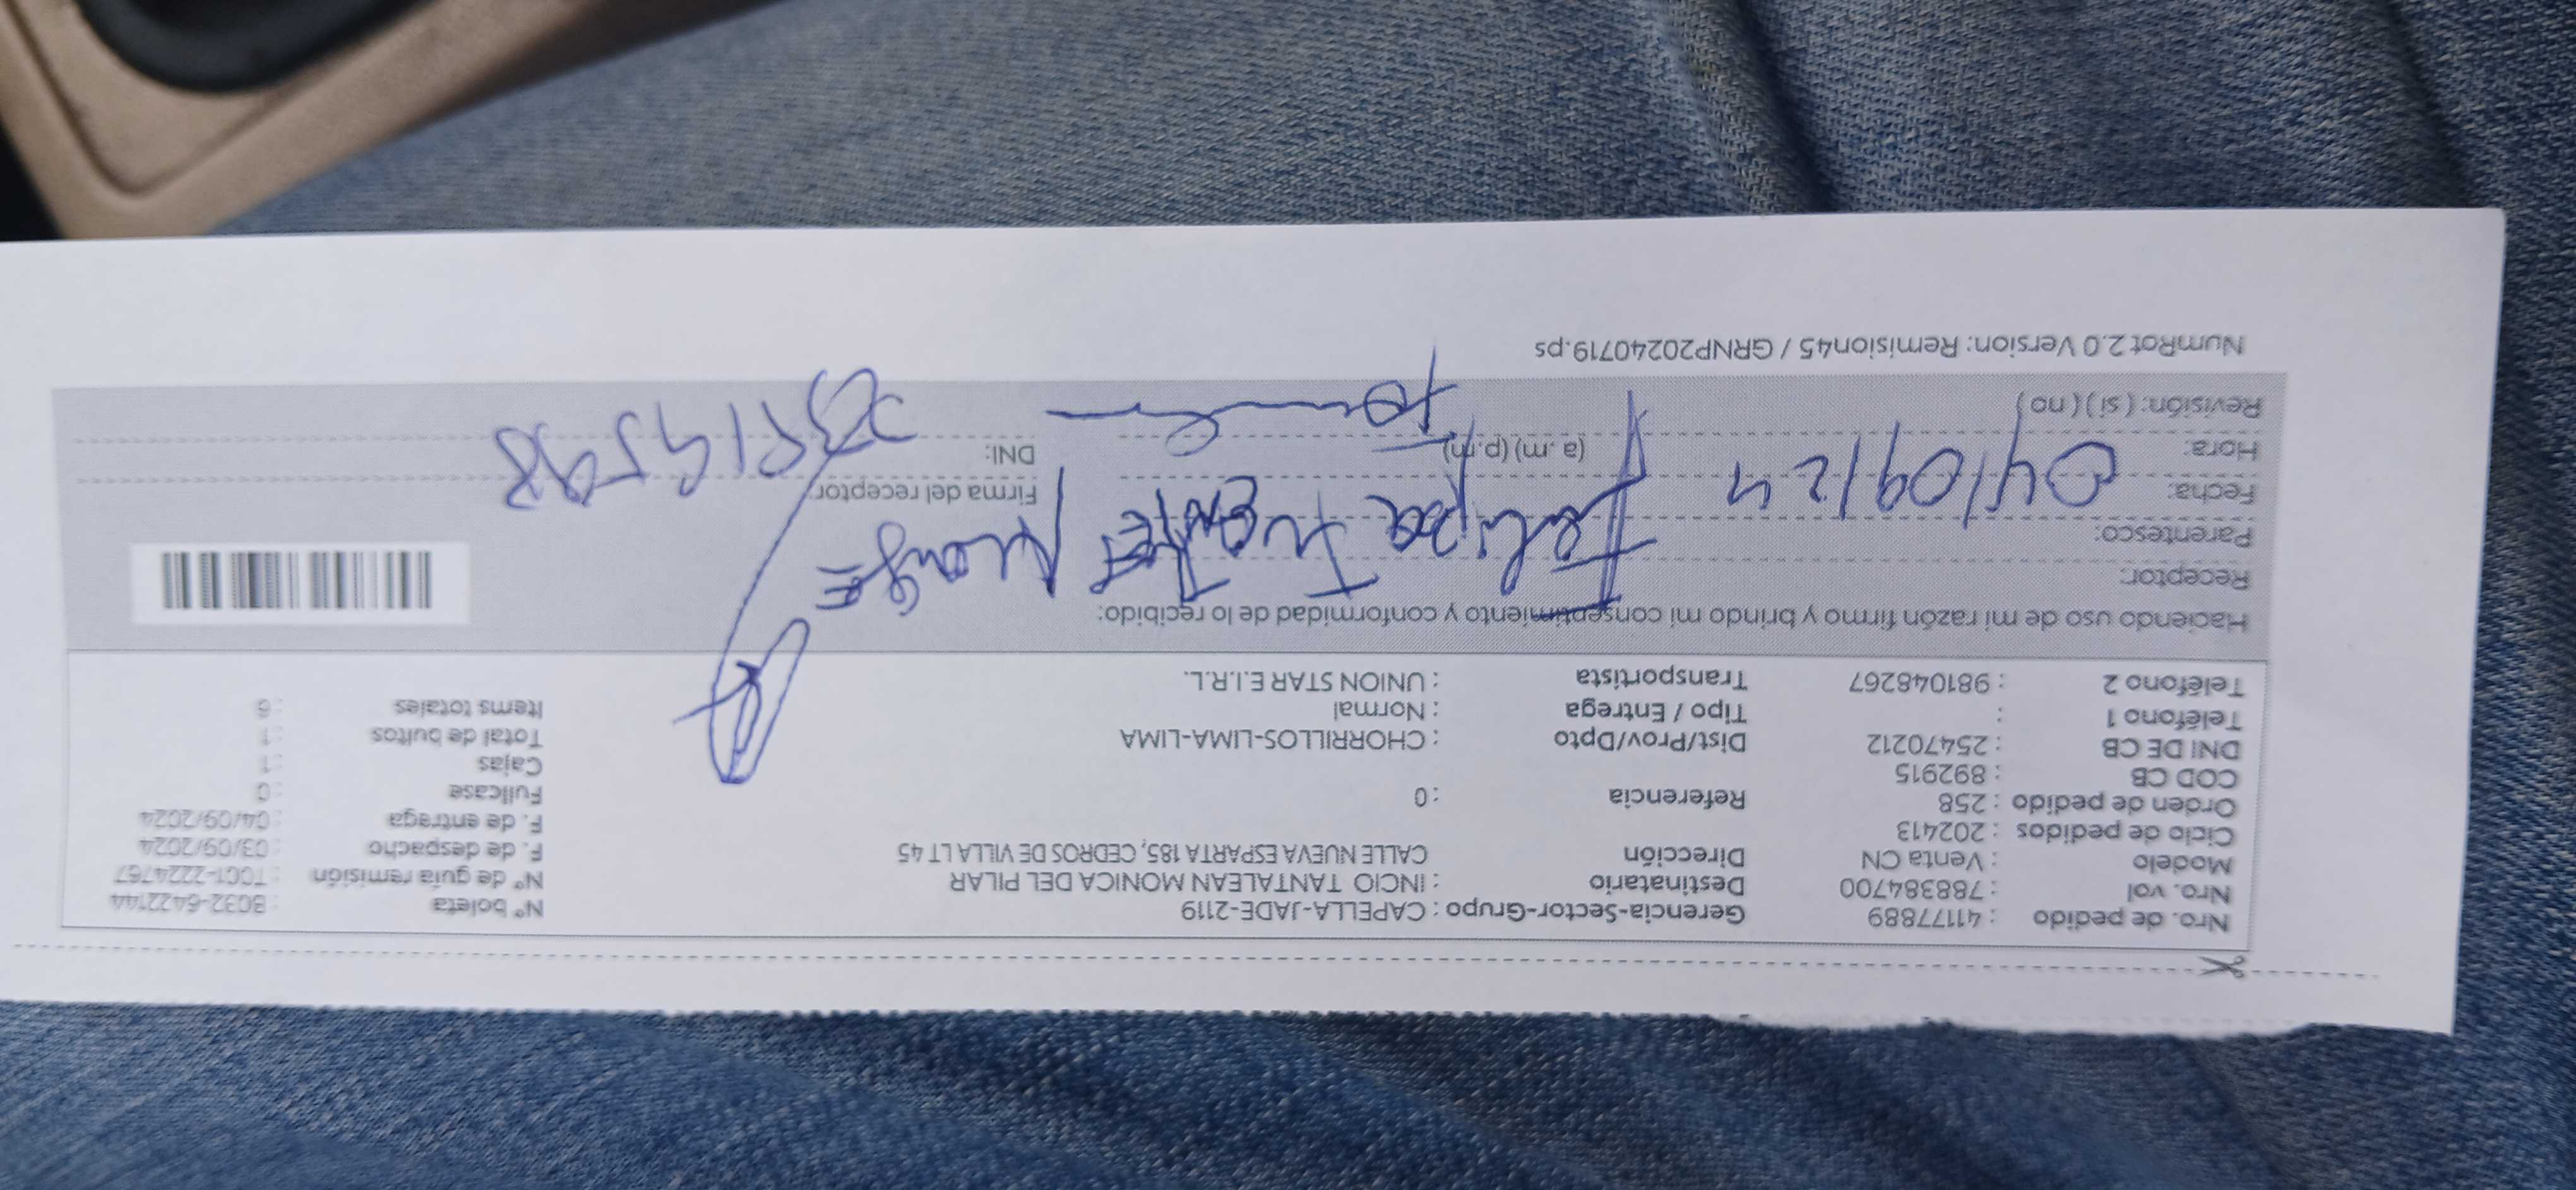 Nro. de pedido : 41177889 Gerencia-Sector-Grupo : CAPELLA-JADE-2119 Nº boleta : B032-6422144
Nro. vol : 788384700 Destinatario : INCIO TANTALEAN MONICA DEL PILAR Nº de guía remisión : T001-2224767
Modelo : Venta CN Dirección CALLE NUEVA ESPARTA 185, CEDROS DE VILLA LT 45 F. de despacho : 03/09/2024
Ciclo de pedidos : 202413 F. de entrega : 04/09/2024
Orden de pedido : 258 Referencia : 0 Fullcase : 0
COD CB : 892915 Cajas : 1
DNI DE CB : 25470212 Dist/Prov/Dpto : CHORRILLOS-LIMA-LIMA Total de bultos : 1
Teléfono 1 : Tipo / Entrega : Normal Items totales : 6
Teléfono 2 : 981048267 Transportista : UNION STAR E.I.R.L.
Haciendo uso de mi razón firmo y brindo mi consentimiento y conformidad de lo recibido:
Receptor:
Parentesco: Felipa
Fecha: 04/09/24 Firma del receptor:
Hora: (a .m) (p.m) DNI:
Revisión: ( si ) ( no )
NumRot 2.0 Version: Remision45 / GRNP20240719.ps